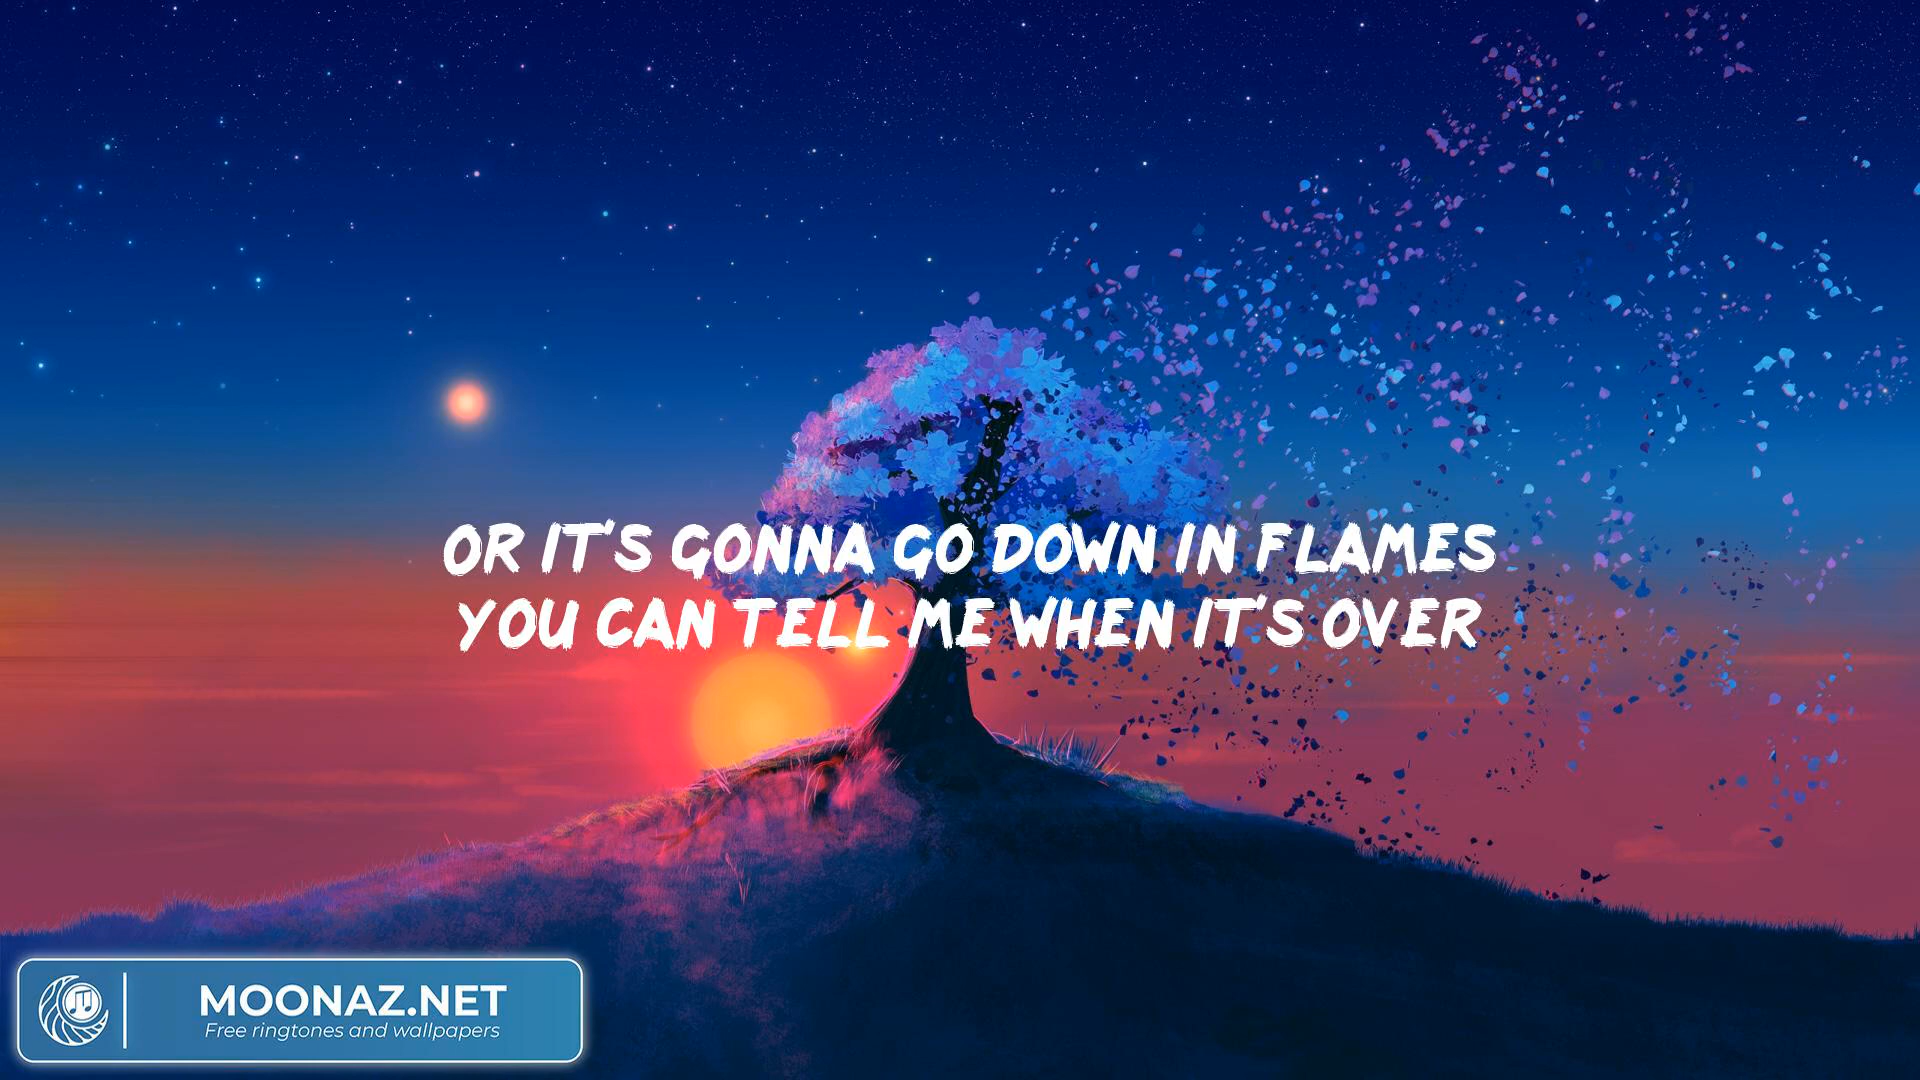 OR IT'S GONNA GO DOWN IN FLAMES
YOU CAN TELL ME WHEN IT'S OVER
MOONAZ.NET
Free ringtones and wallpapers